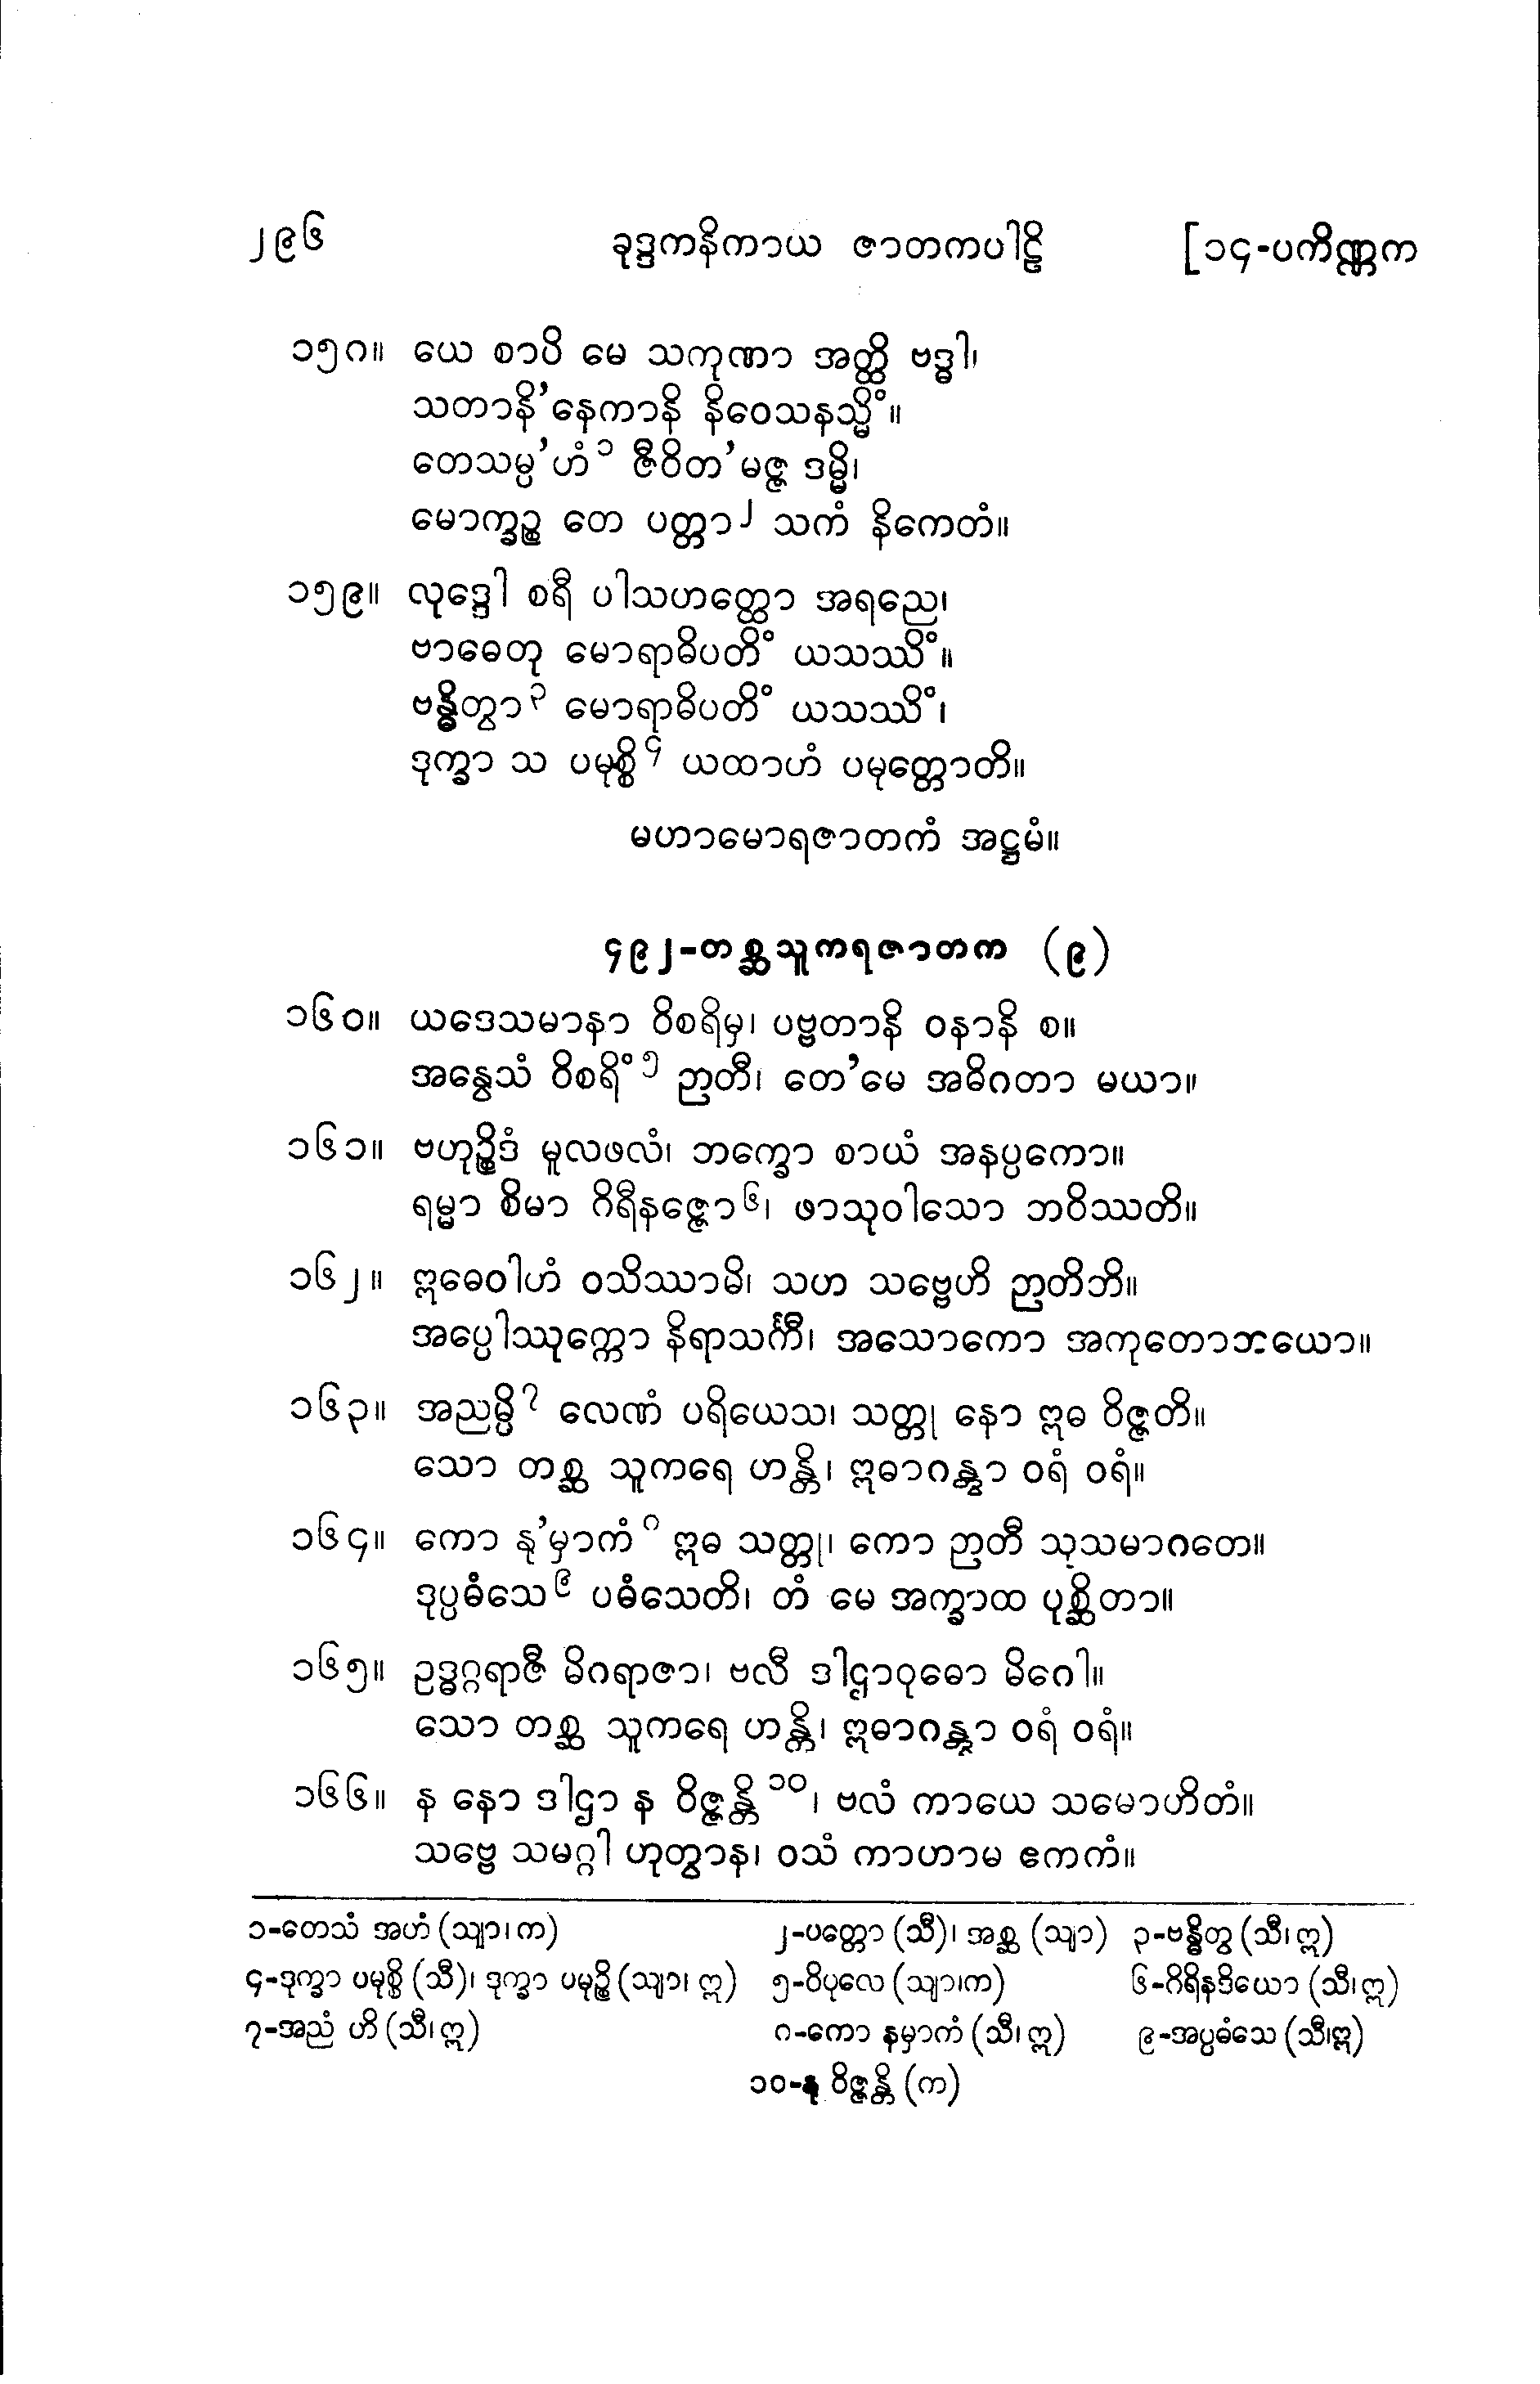 ၂၉၆ ခုဒ္ဒကနိကာယ ဇာတကပါဠိ [၁၄-ပကိဏ္ဏက
၁၅၈။ ယေ စာပိ မေ သကုဏာ အတ္ထိ ဗဒ္ဓါ၊
သတာနိ’နေကာနိ နိဝေသနသ္မိံ။
တေသမ္ပ’ဟံ၁ ဇီဝိတ’မဇ္ဇ ဒမ္မိ၊
မောက္ခဉ္စ တေ ပတ္တာ၂ သကံ နိကေတံ။
၁၅၉။ လုဒ္ဒေါ စရီ ပါသဟတ္ထော အရညေ၊
ဗာဓေတု မောရာဓိပတိံ ယသဿိံ။
ဗန္ဓိတွာ၃ မောရာဓိပတိံ ယသဿိံ၊
ဒုက္ခာ သ ပမုစ္စိ၄ ယထာဟံ ပမုတ္တောတိ။
မဟာမောရဇာတကံ အဋ္ဌမံ။
၄၉၂-တစ္ဆသူကရဇာတက (၉)
၁၆၀။ ယဒေသမာနာ ဝိစရိမှ၊ ပဗ္ဗတာနိ ဝနာနိ စ။
အနွေသံ ဝိစရိံ၅ ဉာတီ၊ တေ’မေ အဓိဂတာ မယာ။
၁၆၁။ ဗဟုဉ္စိဒံ မူလဖလံ၊ ဘက္ခော စာယံ အနပ္ပကော။
ရမ္မာ စိမာ ဂိရီနဇ္ဇော၆၊ ဖာသုဝါသော ဘဝိဿတိ။
၁၆၂။ ဣဓေဝါဟံ ဝသိဿာမိ၊ သဟ သဗ္ဗေဟိ ဉာတိဘိ။
အပ္ပေါဿုက္ကော နိရာသင်္ကီ၊ အသောကော အကုတောဘယော။
၁၆၃။ အညမ္ပိ၇ လေဏံ ပရိယေသ၊ သတ္တု နော ဣဓ ဝိဇ္ဇတိ။
သော တစ္ဆ သူကရေ ဟန္တိ၊ ဣဓာဂန္တွာ ဝရံ ဝရံ။
၁၆၄။ ကော နု’မှာကံ၈ ဣဓ သတ္တု၊ ကော ဉာတီ သုသမာဂတေ။
ဒုပ္ပဓံသေ၉ ပဓံသေတိ၊ တံ မေ အက္ခာထ ပုစ္ဆိတာ။
၁၆၅။ ဥဒ္ဓဂ္ဂရာဇီ မိဂရာဇာ၊ ဗလီ ဒါဌာဝုဓော မိဂေါ။
သော တစ္ဆ သူကရေ ဟန္တိ၊ ဣဓာဂန္တွာ ဝရံ ဝရံ။
၁၆၆။ န နော ဒါဌာ န ဝိဇ္ဇန္တိ၁၀၊ ဗလံ ကာယေ သမောဟိတံ။
သဗ္ဗေ သမဂ္ဂါ ဟုတွာန၊ ဝသံ ကာဟာမ ဧကကံ။
၁-တေသံ အဟံ (သျာ၊ က) ၂-ပတ္တော (သီ)၊ အစ္ဆ (သျာ) ၃-ဗန္ဓိတွ (သီ၊ ဣ)
၄-ဒုက္ခာ ပမုစ္စိ (သီ)၊ ဒုက္ခာ ပမုဉ္စိ (သျာ၊ ဣ) ၅-ဝိပုလေ (သျာ၊က) ၆-ဂိရိနဒိယော (သီ၊ ဣ)
၇-အညံ ဟိ (သီ၊ ဣ) ၈-ကော နမှာကံ (သီ၊ ဣ) ၉-အပ္ပဓံသေ (သီ၊ဣ)
၁၀-နု ဝိဇ္ဇန္တိ (က)